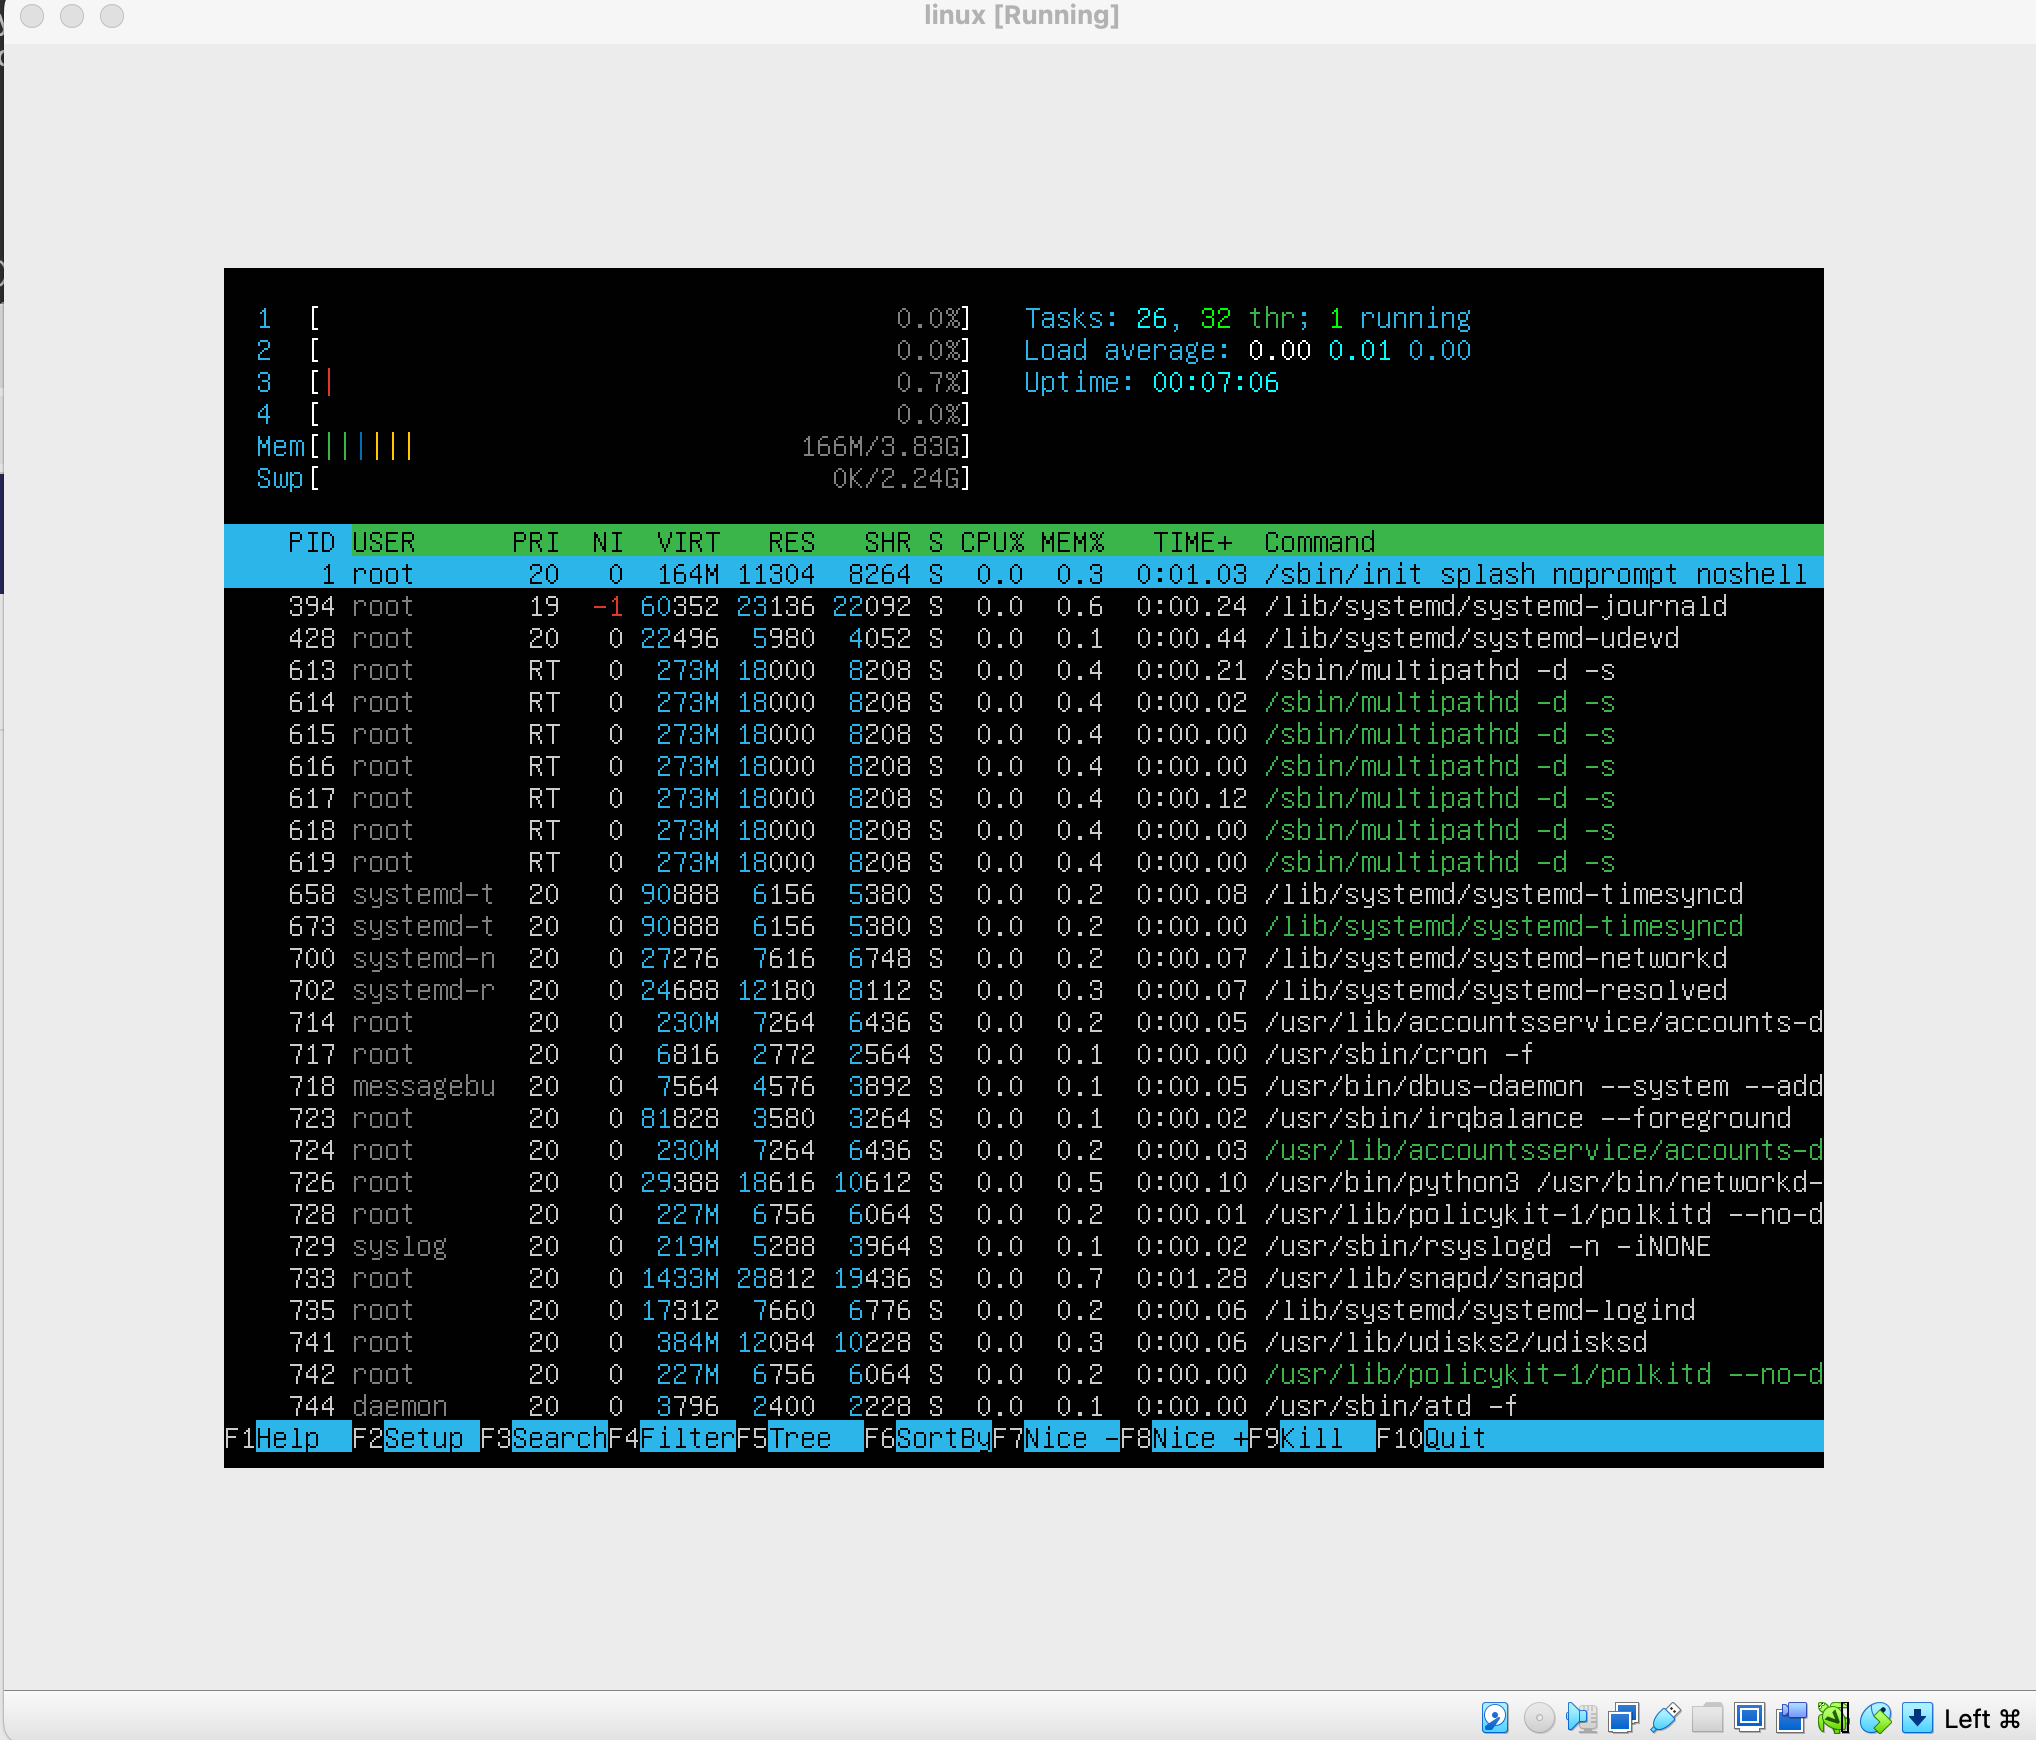 linux [Running]
1 [ 0.0%] Tasks: 26, 32 thr; 1 running
2 [ 0.0%] Load average: 0.00 0.01 0.00
3 [| 0.7%] Uptime: 00:07:06
4 [ 0.0%]
Mem[|||||| 166M/3.83G]
Swp[ 0K/2.24G]
PID USER PRI NI VIRT RES SHR S CPU% MEM% TIME+ Command
1 root 20 0 164M 11304 8264 S 0.0 0.3 0:01.03 /sbin/init splash noprompt noshell
394 root 19 -1 60352 23136 22092 S 0.0 0.6 0:00.24 /lib/systemd/systemd-journald
428 root 20 0 22496 5980 4052 S 0.0 0.1 0:00.44 /lib/systemd/systemd-udevd
613 root RT 0 273M 18000 8208 S 0.0 0.4 0:00.21 /sbin/multipathd -d -s
614 root RT 0 273M 18000 8208 S 0.0 0.4 0:00.02 /sbin/multipathd -d -s
615 root RT 0 273M 18000 8208 S 0.0 0.4 0:00.00 /sbin/multipathd -d -s
616 root RT 0 273M 18000 8208 S 0.0 0.4 0:00.00 /sbin/multipathd -d -s
617 root RT 0 273M 18000 8208 S 0.0 0.4 0:00.12 /sbin/multipathd -d -s
618 root RT 0 273M 18000 8208 S 0.0 0.4 0:00.00 /sbin/multipathd -d -s
619 root RT 0 273M 18000 8208 S 0.0 0.4 0:00.00 /sbin/multipathd -d -s
658 systemd-t 20 0 90888 6156 5380 S 0.0 0.2 0:00.08 /lib/systemd/systemd-timesyncd
673 systemd-t 20 0 90888 6156 5380 S 0.0 0.2 0:00.00 /lib/systemd/systemd-timesyncd
700 systemd-n 20 0 27276 7616 6748 S 0.0 0.2 0:00.07 /lib/systemd/systemd-networkd
702 systemd-r 20 0 24688 12180 8112 S 0.0 0.3 0:00.07 /lib/systemd/systemd-resolved
714 root 20 0 230M 7264 6436 S 0.0 0.2 0:00.05 /usr/lib/accountsservice/accounts-d
717 root 20 0 6816 2772 2564 S 0.0 0.1 0:00.00 /usr/sbin/cron -f
718 messagebu 20 0 7564 4576 3892 S 0.0 0.1 0:00.05 /usr/bin/dbus-daemon --system --add
723 root 20 0 81828 3580 3264 S 0.0 0.1 0:00.02 /usr/sbin/irqbalance --foreground
724 root 20 0 230M 7264 6436 S 0.0 0.2 0:00.03 /usr/lib/accountsservice/accounts-d
726 root 20 0 29388 18616 10612 S 0.0 0.5 0:00.10 /usr/bin/python3 /usr/bin/networkd-
728 root 20 0 227M 6756 6064 S 0.0 0.2 0:00.01 /usr/lib/policykit-1/polkitd --no-d
729 syslog 20 0 219M 5288 3964 S 0.0 0.1 0:00.02 /usr/sbin/rsyslogd -n -iNONE
733 root 20 0 1433M 28812 19436 S 0.0 0.7 0:01.28 /usr/lib/snapd/snapd
735 root 20 0 17312 7660 6776 S 0.0 0.2 0:00.06 /lib/systemd/systemd-logind
741 root 20 0 384M 12084 10228 S 0.0 0.3 0:00.06 /usr/lib/udisks2/udisksd
742 root 20 0 227M 6756 6064 S 0.0 0.2 0:00.00 /usr/lib/policykit-1/polkitd --no-d
744 daemon 20 0 3796 2400 2228 S 0.0 0.1 0:00.00 /usr/sbin/atd -f
F1Help F2Setup F3SearchF4FilterF5Tree F6SortByF7Nice -F8Nice +F9Kill F10Quit
Left ⌘